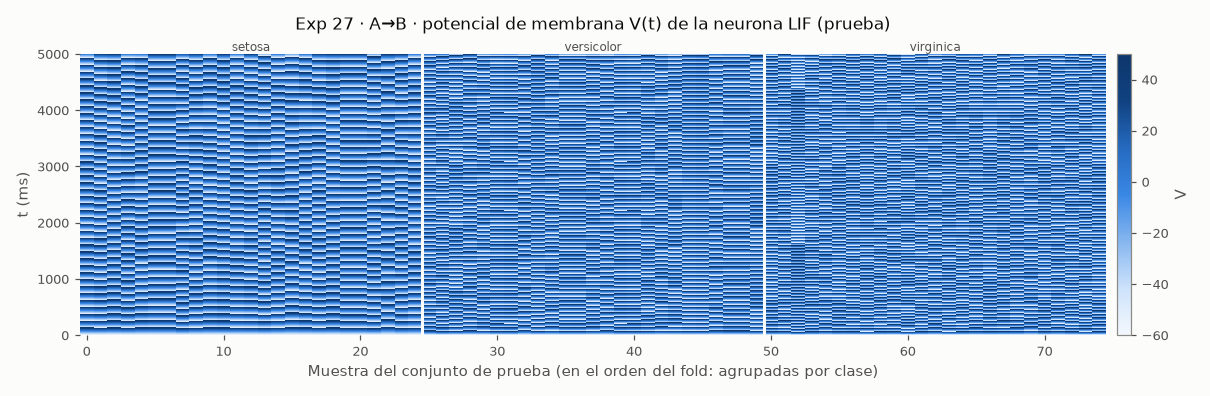 Exp 27 · A→B · potencial de membrana V(t) de la neurona LIF (prueba)
setosa
versicolor
virginica
5000
4000
3000
2000
1000
0
t (ms)
0
10
20
30
40
50
60
70
Muestra del conjunto de prueba (en el orden del fold: agrupadas por clase)
40
20
0
−20
−40
−60
V